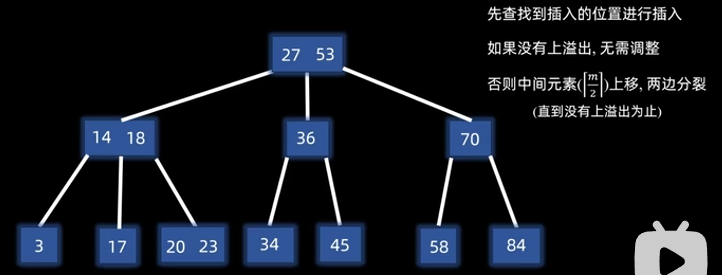 先查找到插入的位置进行插入
如果没有上溢出, 无需调整
否则中间元素(⌈m/2⌉)上移, 两边分裂
(直到没有上溢出为止)
27 53
14 18
36
70
3
17
20 23
34
45
58
84